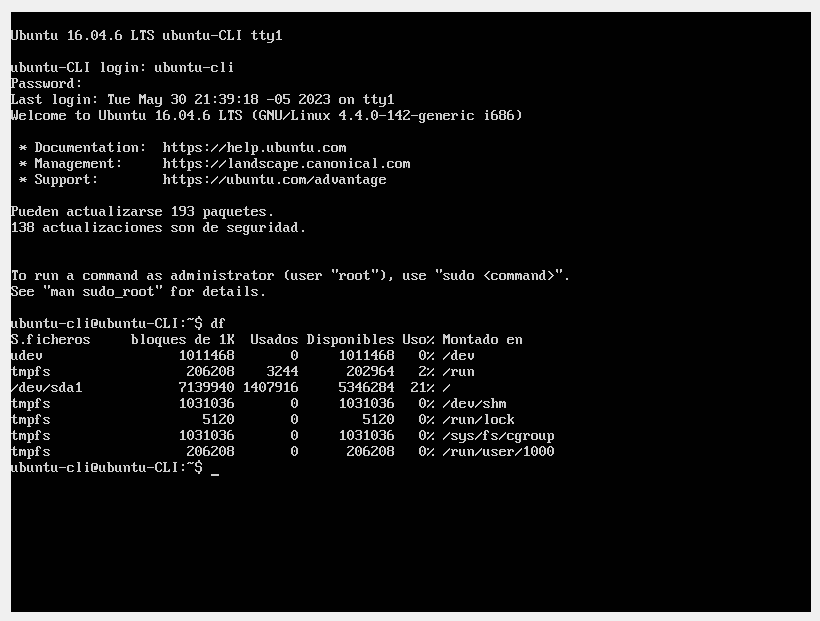 Ubuntu 16.04.6 LTS ubuntu-CLI tty1
ubuntu-CLI login: ubuntu-cli
Password:
Last login: Tue May 30 21:39:18 -05 2023 on tty1
Welcome to Ubuntu 16.04.6 LTS (GNU/Linux 4.4.0-142-generic i686)
 * Documentation:  https://help.ubuntu.com
 * Management:     https://landscape.canonical.com
 * Support:        https://ubuntu.com/advantage
Pueden actualizarse 193 paquetes.
138 actualizaciones son de seguridad.
To run a command as administrator (user "root"), use "sudo <command>".
See "man sudo_root" for details.
ubuntu-cli@ubuntu-CLI:~$ df
S.ficheros     bloques de 1K  Usados Disponibles Uso% Montado en
udev                 1011468       0     1011468   0% /dev
tmpfs                 206208    3244      202964   2% /run
/dev/sda1            7139940 1407916     5346284  21% /
tmpfs                1031036       0     1031036   0% /dev/shm
tmpfs                   5120       0        5120   0% /run/lock
tmpfs                1031036       0     1031036   0% /sys/fs/cgroup
tmpfs                 206208       0      206208   0% /run/user/1000
ubuntu-cli@ubuntu-CLI:~$ _